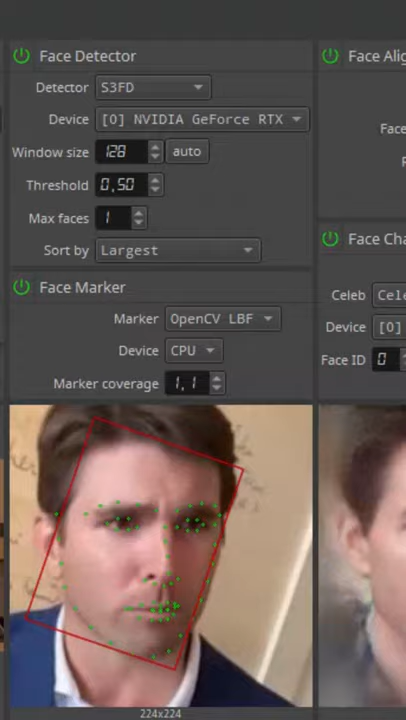 Face Detector
Detector S3FD
Device [0] NVIDIA GeForce RTX
Window size 128 auto
Threshold 0,50
Max faces 1
Sort by Largest
Face Marker
Marker OpenCV LBF
Device CPU
Marker coverage 1,1
224x224
Face
Face
Celeb
Device [0]
Face ID 0